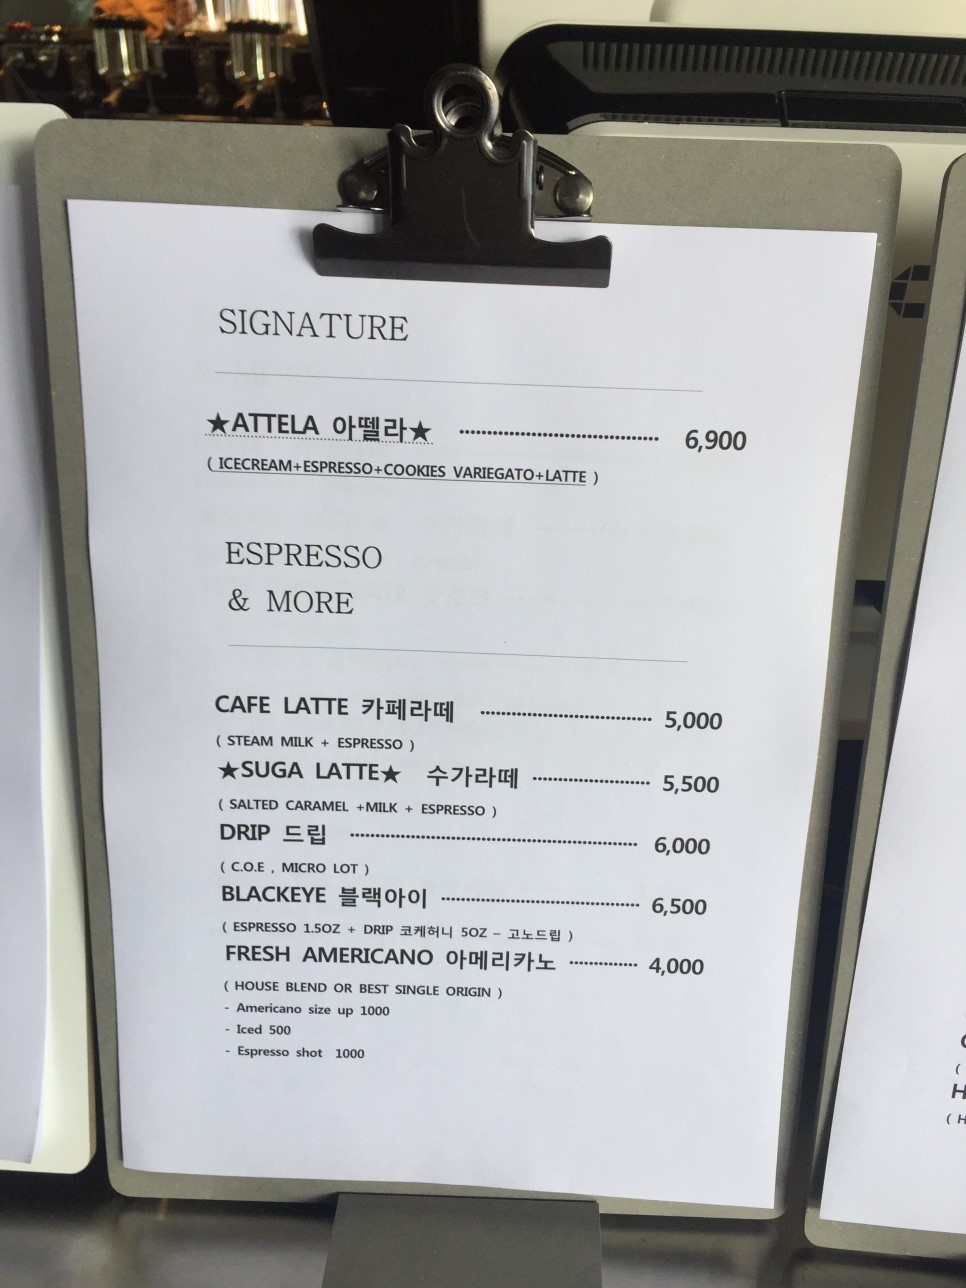 SIGNATURE
★ATTELA 아뗄라★ 6,900
( ICECREAM+ESPRESSO+COOKIES VARIEGATO+LATTE )
ESPRESSO
& MORE
CAFE LATTE 카페라떼 5,000
( STEAM MILK + ESPRESSO )
★SUGA LATTE★ 수가라떼 5,500
( SALTED CARAMEL +MILK + ESPRESSO )
DRIP 드립 6,000
( C.O.E , MICRO LOT )
BLACKEYE 블랙아이 6,500
( ESPRESSO 1.5OZ + DRIP 코케허니 5OZ – 고노드립 )
FRESH AMERICANO 아메리카노 4,000
( HOUSE BLEND OR BEST SINGLE ORIGIN )
- Americano size up 1000
- Iced 500
- Espresso shot 1000